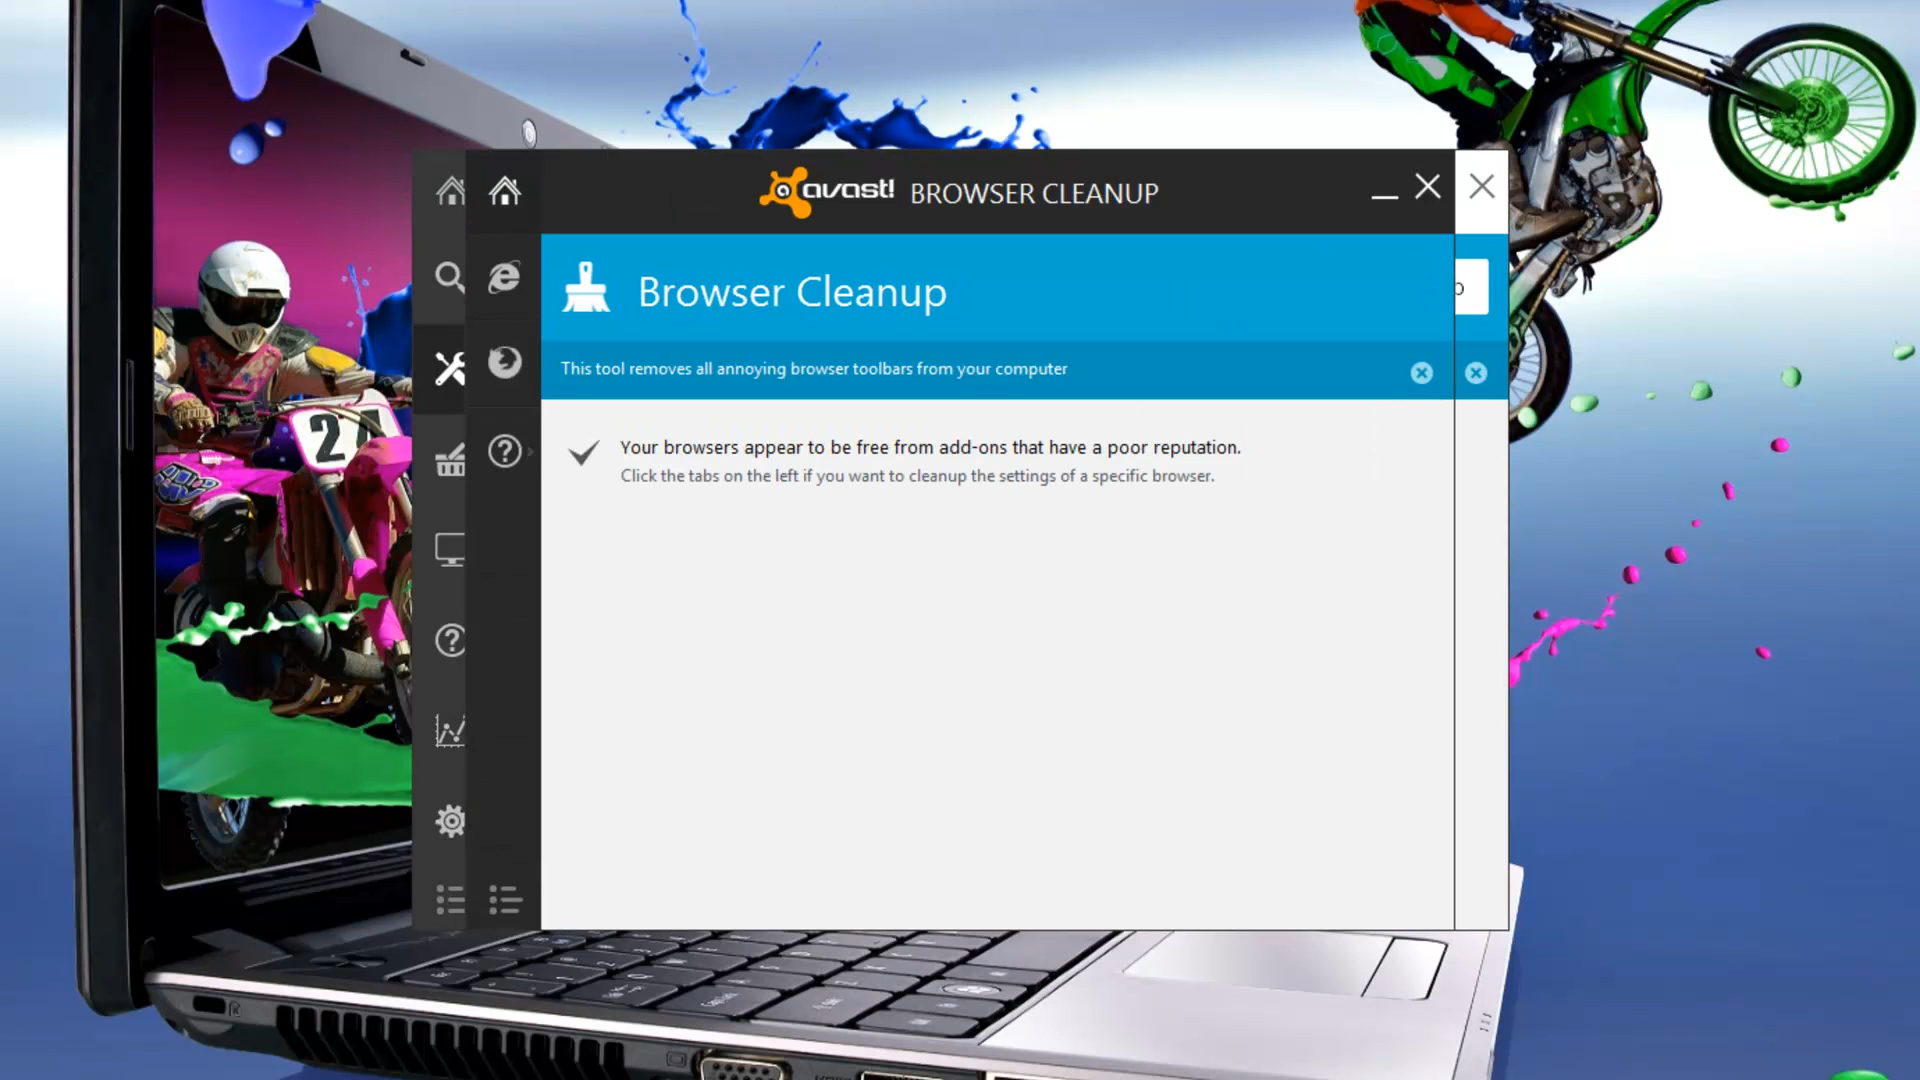 avast! BROWSER CLEANUP
Browser Cleanup
This tool removes all annoying browser toolbars from your computer
Your browsers appear to be free from add-ons that have a poor reputation.
Click the tabs on the left if you want to cleanup the settings of a specific browser.